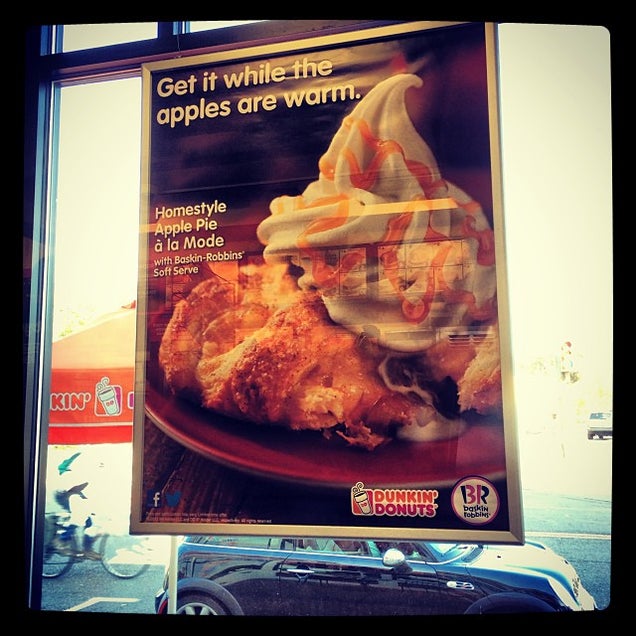 Get it while the
apples are warm.
Homestyle
Apple Pie
à la Mode
with Baskin-Robbins®
Soft Serve
KIN'
DUNKIN'
DONUTS®
BR
baskin
robbins